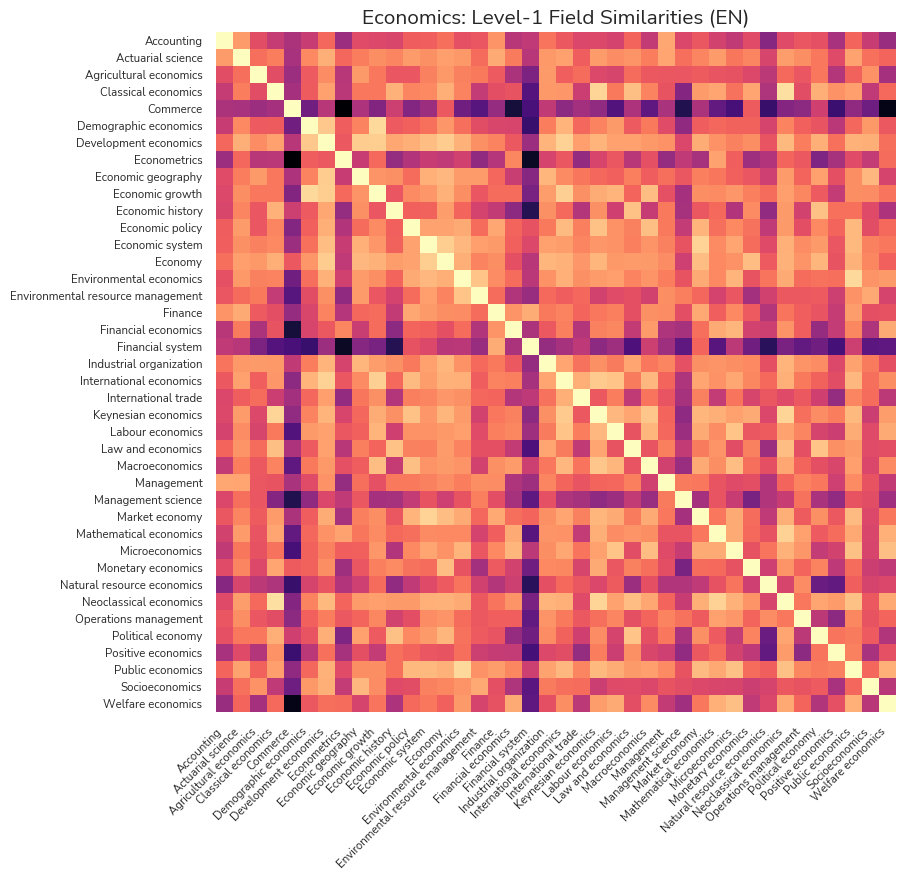 Economics: Level-1 Field Similarities (EN)
Accounting
Actuarial science
Agricultural economics
Classical economics
Commerce
Demographic economics
Development economics
Econometrics
Economic geography
Economic growth
Economic history
Economic policy
Economic system
Economy
Environmental economics
Environmental resource management
Finance
Financial economics
Financial system
Industrial organization
International economics
International trade
Keynesian economics
Labour economics
Law and economics
Macroeconomics
Management
Management science
Market economy
Mathematical economics
Microeconomics
Monetary economics
Natural resource economics
Neoclassical economics
Operations management
Political economy
Positive economics
Public economics
Socioeconomics
Welfare economics
Accounting
Actuarial science
Agricultural economics
Classical economics
Commerce
Demographic economics
Development economics
Econometrics
Economic geography
Economic growth
Economic history
Economic policy
Economic system
Economy
Environmental economics
Environmental resource management
Finance
Financial economics
Financial system
Industrial organization
International economics
International trade
Keynesian economics
Labour economics
Law and economics
Macroeconomics
Management
Management science
Market economy
Mathematical economics
Microeconomics
Monetary economics
Natural resource economics
Neoclassical economics
Operations management
Political economy
Positive economics
Public economics
Socioeconomics
Welfare economics